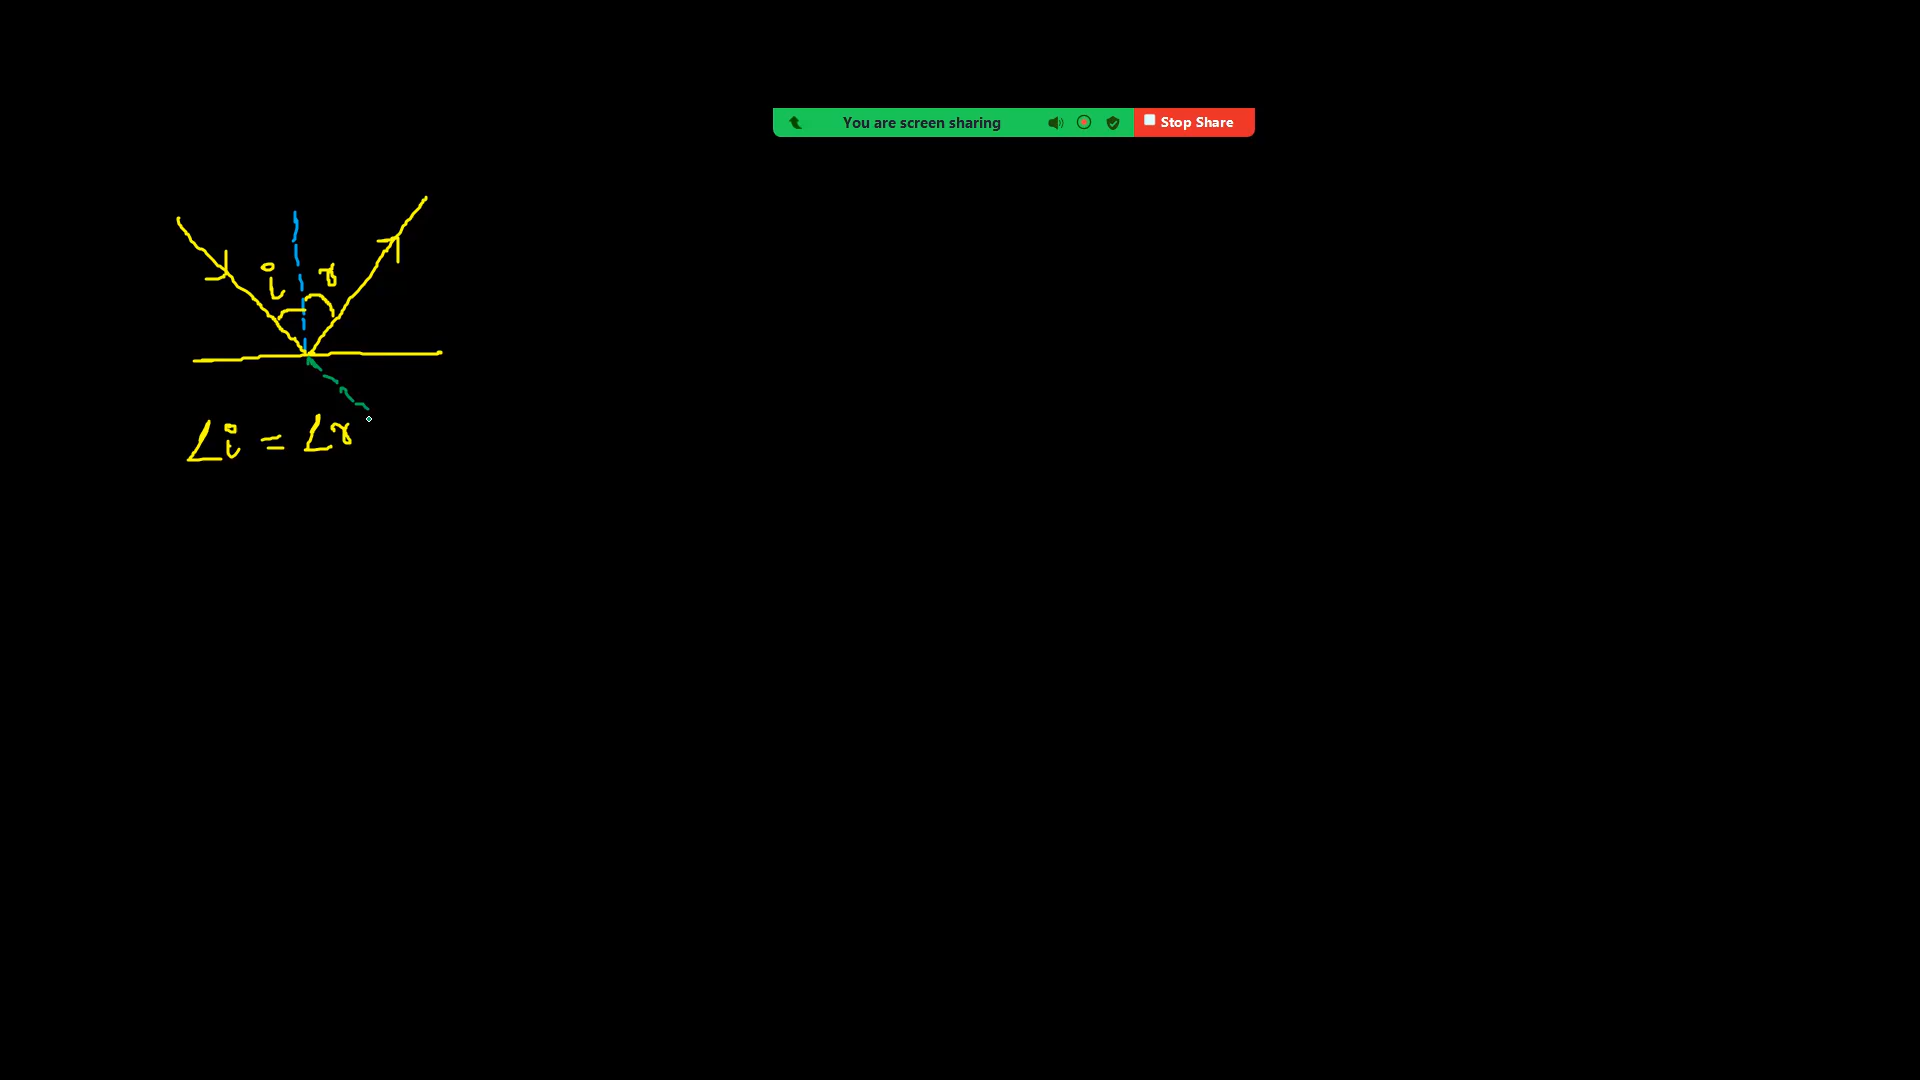 You are screen sharing Stop Share
i r
∠i = ∠r